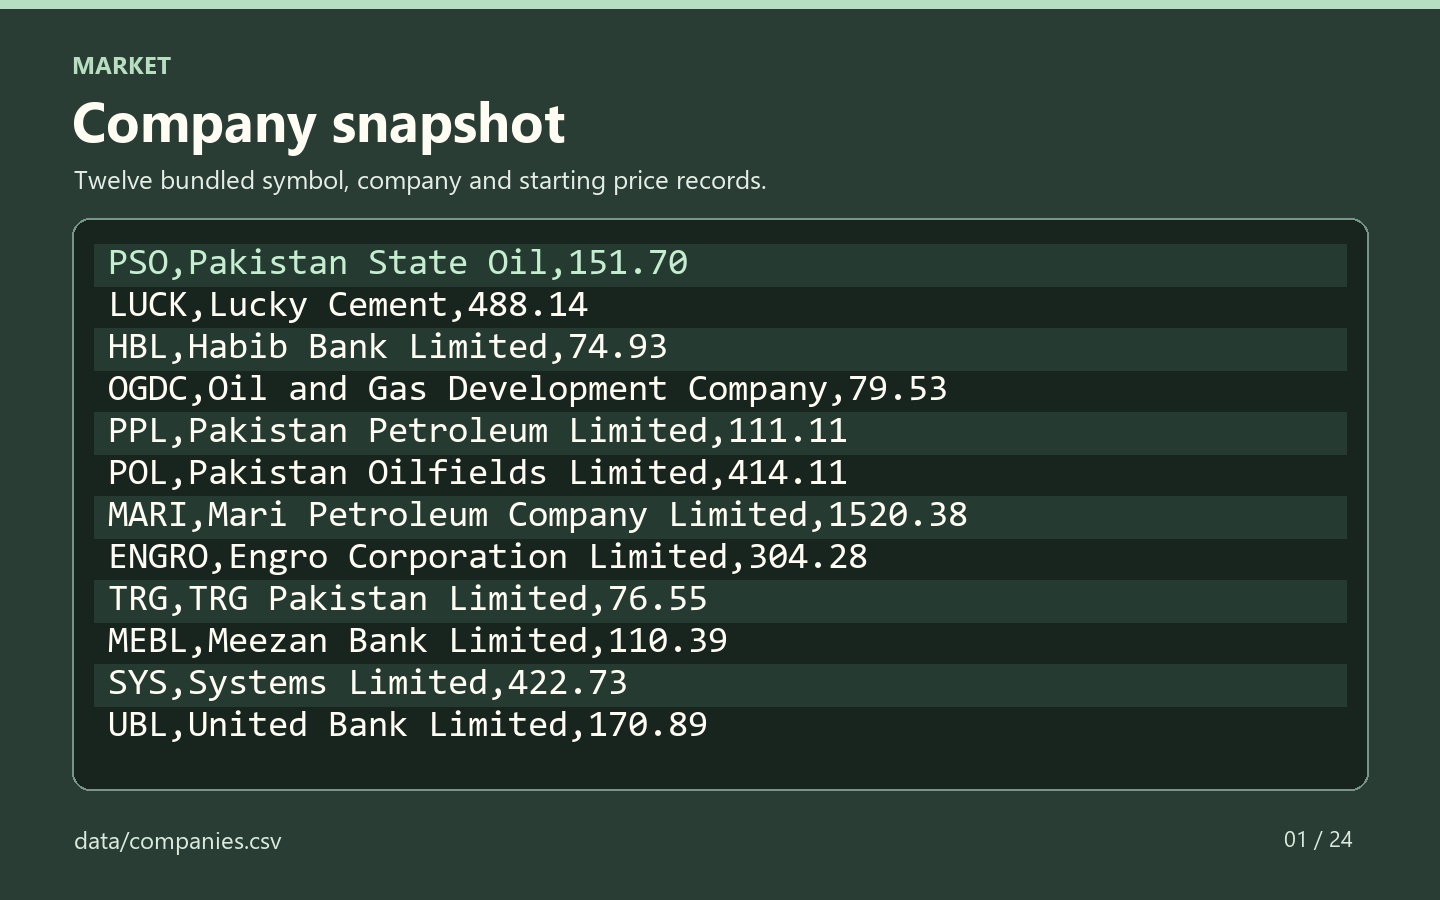 MARKET
Company snapshot
Twelve bundled symbol, company and starting price records.
PSO,Pakistan State Oil,151.70
LUCK,Lucky Cement,488.14
HBL,Habib Bank Limited,74.93
OGDC,Oil and Gas Development Company,79.53
PPL,Pakistan Petroleum Limited,111.11
POL,Pakistan Oilfields Limited,414.11
MARI,Mari Petroleum Company Limited,1520.38
ENGRO,Engro Corporation Limited,304.28
TRG,TRG Pakistan Limited,76.55
MEBL,Meezan Bank Limited,110.39
SYS,Systems Limited,422.73
UBL,United Bank Limited,170.89
data/companies.csv
01 / 24